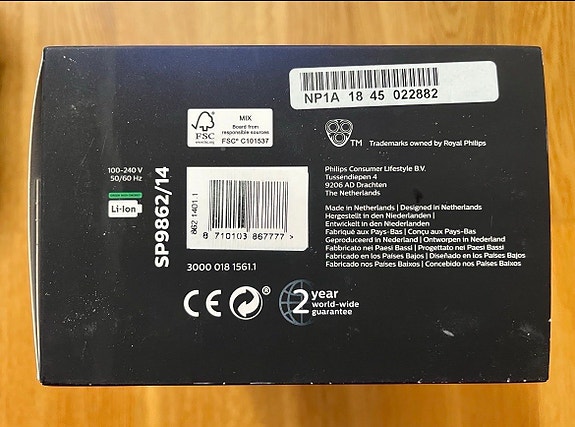 NP1A 18 45 022882
MIX
Board from
responsible sources
FSC® C101537
TM Trademarks owned by Royal Philips
100-240 V
50/60 Hz
Li-Ion
SP9862/14
862 1401.1
8 710103 867777 >
3000 018 1561.1
Philips Consumer Lifestyle B.V.
Tussendiepen 4
9206 AD Drachten
The Netherlands
Made in Netherlands | Designed in Netherlands
Hergestellt in den Niederlanden |
Entwickelt in den Niederlanden
Fabriqué aux Pays-Bas | Conçu aux Pays-Bas
Geproduceerd in Nederland | Ontworpen in Nederland
Fabbricato nei Paesi Bassi | Progettato nei Paesi Bassi
Fabricado en los Países Bajos | Diseñado en los Países Bajos
Fabricado nos Países Baixos | Concebido nos Países Baixos
CE ®
2 year
world-wide
guarantee